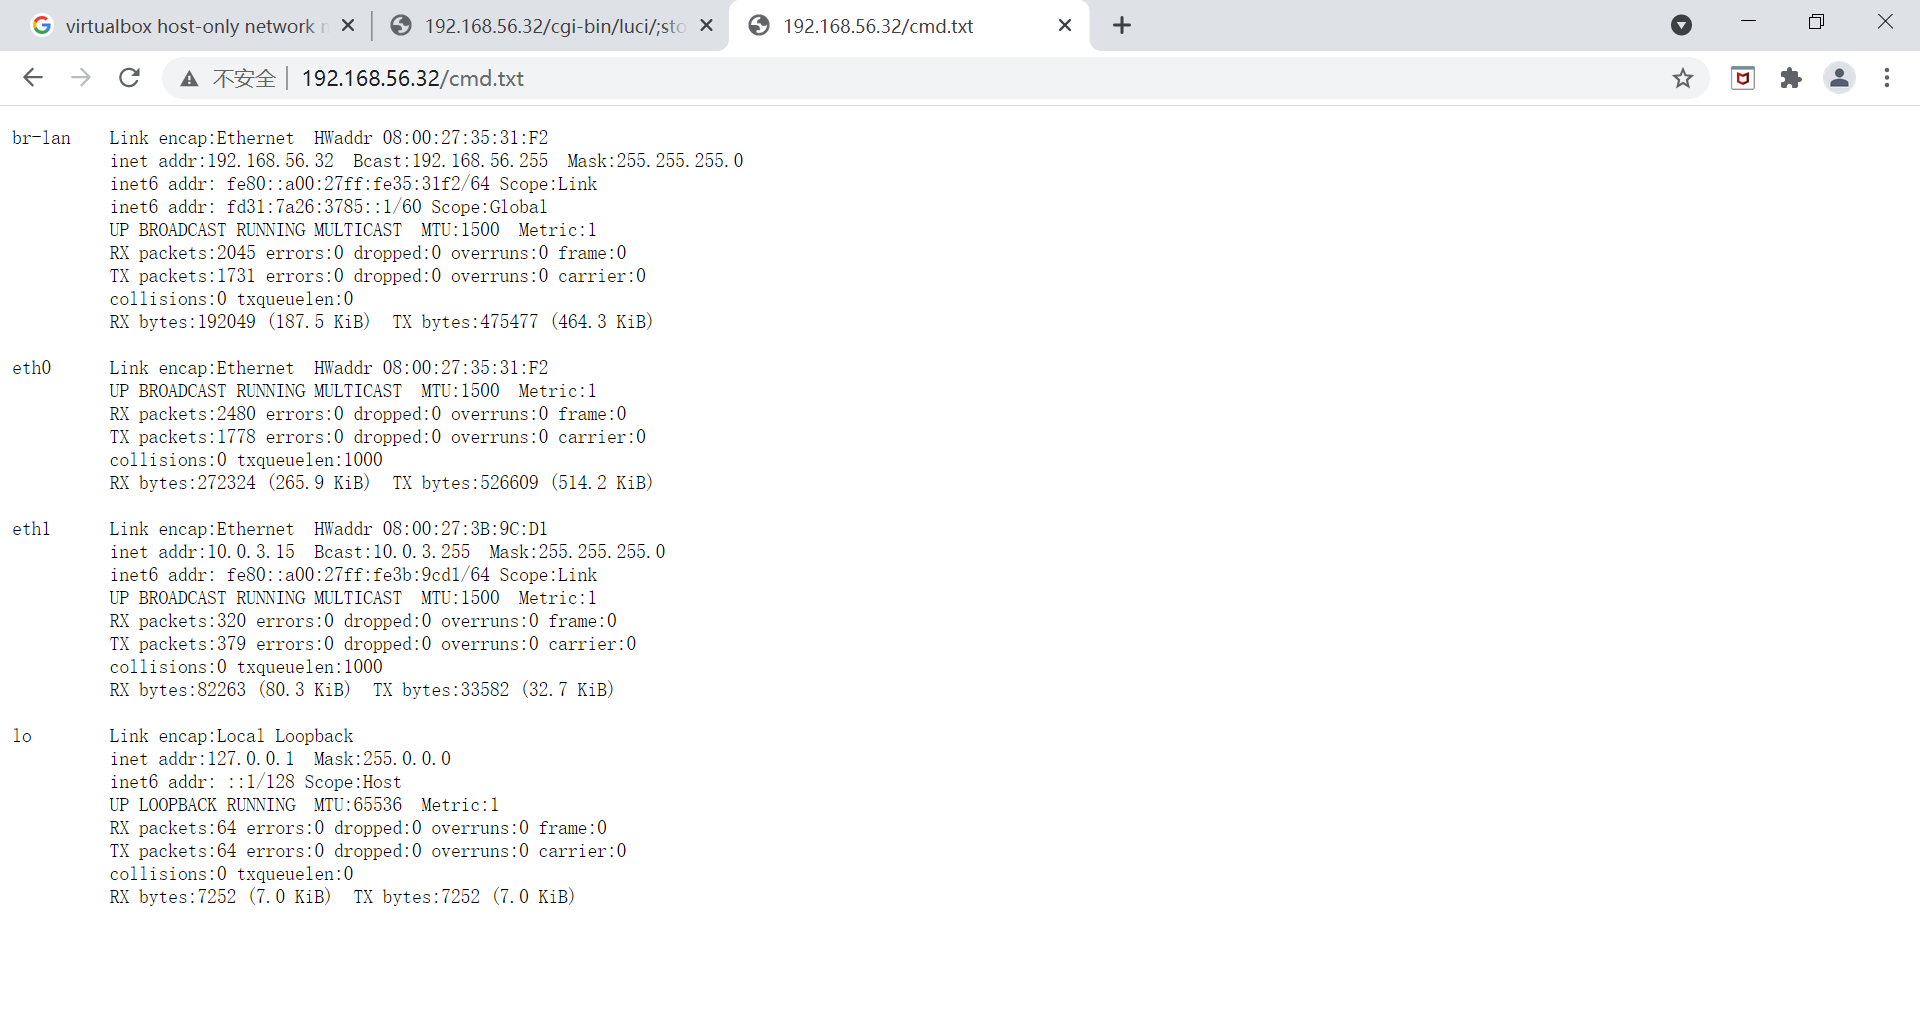 virtualbox host-only network
192.168.56.32/cgi-bin/luci/;sto
192.168.56.32/cmd.txt
不安全 192.168.56.32/cmd.txt
br-lan    Link encap:Ethernet  HWaddr 08:00:27:35:31:F2
          inet addr:192.168.56.32  Bcast:192.168.56.255  Mask:255.255.255.0
          inet6 addr: fe80::a00:27ff:fe35:31f2/64 Scope:Link
          inet6 addr: fd31:7a26:3785::1/60 Scope:Global
          UP BROADCAST RUNNING MULTICAST  MTU:1500  Metric:1
          RX packets:2045 errors:0 dropped:0 overruns:0 frame:0
          TX packets:1731 errors:0 dropped:0 overruns:0 carrier:0
          collisions:0 txqueuelen:0
          RX bytes:192049 (187.5 KiB)  TX bytes:475477 (464.3 KiB)

eth0      Link encap:Ethernet  HWaddr 08:00:27:35:31:F2
          UP BROADCAST RUNNING MULTICAST  MTU:1500  Metric:1
          RX packets:2480 errors:0 dropped:0 overruns:0 frame:0
          TX packets:1778 errors:0 dropped:0 overruns:0 carrier:0
          collisions:0 txqueuelen:1000
          RX bytes:272324 (265.9 KiB)  TX bytes:526609 (514.2 KiB)

eth1      Link encap:Ethernet  HWaddr 08:00:27:3B:9C:D1
          inet addr:10.0.3.15  Bcast:10.0.3.255  Mask:255.255.255.0
          inet6 addr: fe80::a00:27ff:fe3b:9cd1/64 Scope:Link
          UP BROADCAST RUNNING MULTICAST  MTU:1500  Metric:1
          RX packets:320 errors:0 dropped:0 overruns:0 frame:0
          TX packets:379 errors:0 dropped:0 overruns:0 carrier:0
          collisions:0 txqueuelen:1000
          RX bytes:82263 (80.3 KiB)  TX bytes:33582 (32.7 KiB)

lo        Link encap:Local Loopback
          inet addr:127.0.0.1  Mask:255.0.0.0
          inet6 addr: ::1/128 Scope:Host
          UP LOOPBACK RUNNING  MTU:65536  Metric:1
          RX packets:64 errors:0 dropped:0 overruns:0 frame:0
          TX packets:64 errors:0 dropped:0 overruns:0 carrier:0
          collisions:0 txqueuelen:0
          RX bytes:7252 (7.0 KiB)  TX bytes:7252 (7.0 KiB)